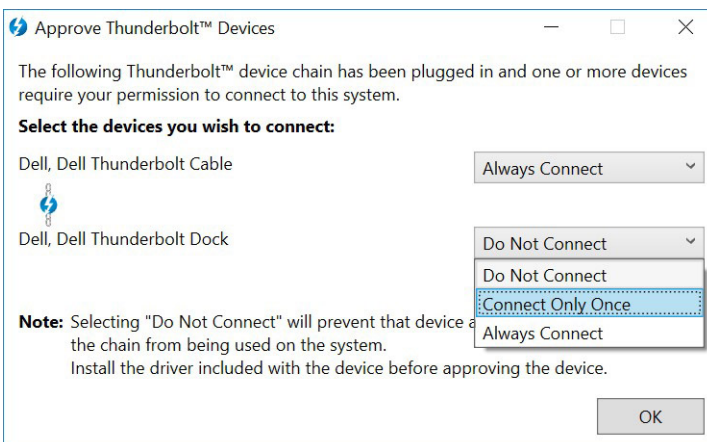 Approve Thunderbolt™ Devices
The following Thunderbolt™ device chain has been plugged in and one or more devices
require your permission to connect to this system.
Select the devices you wish to connect:
Dell, Dell Thunderbolt Cable
Always Connect
Dell, Dell Thunderbolt Dock
Do Not Connect
Do Not Connect
Connect Only Once
Always Connect
Note: Selecting "Do Not Connect" will prevent that device a
the chain from being used on the system.
Install the driver included with the device before approving the device.
OK